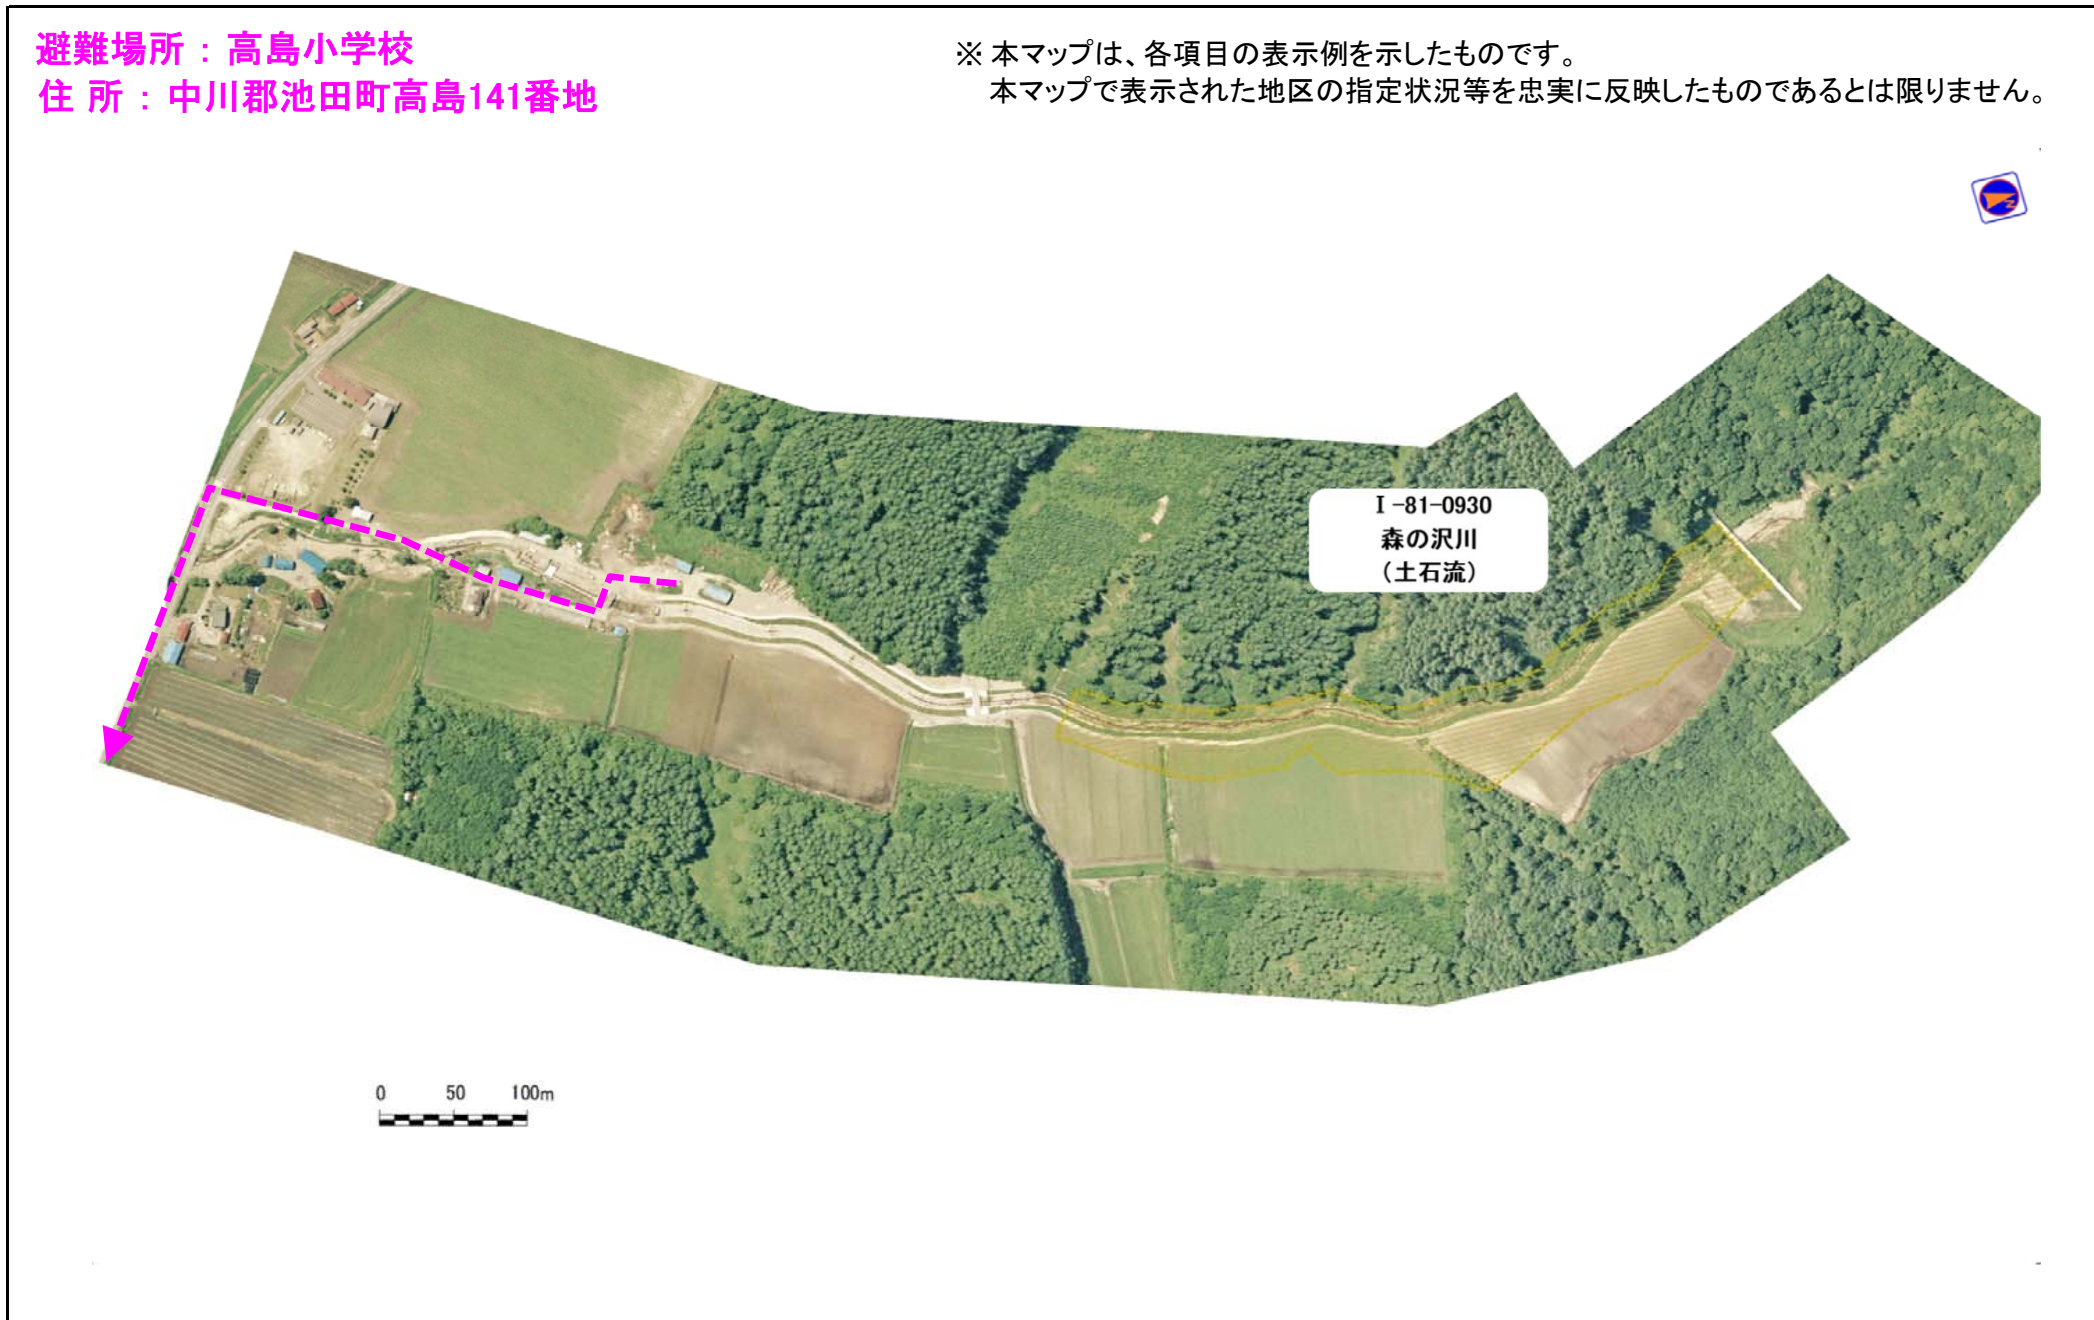 避難場所：高島小学校
住 所：中川郡池田町高島141番地
※ 本マップは、各項目の表示例を示したものです。
本マップで表示された地区の指定状況等を忠実に反映したものであるとは限りません。
Z
Ⅰ-81-0930
森の沢川
（土石流）
0 50 100m